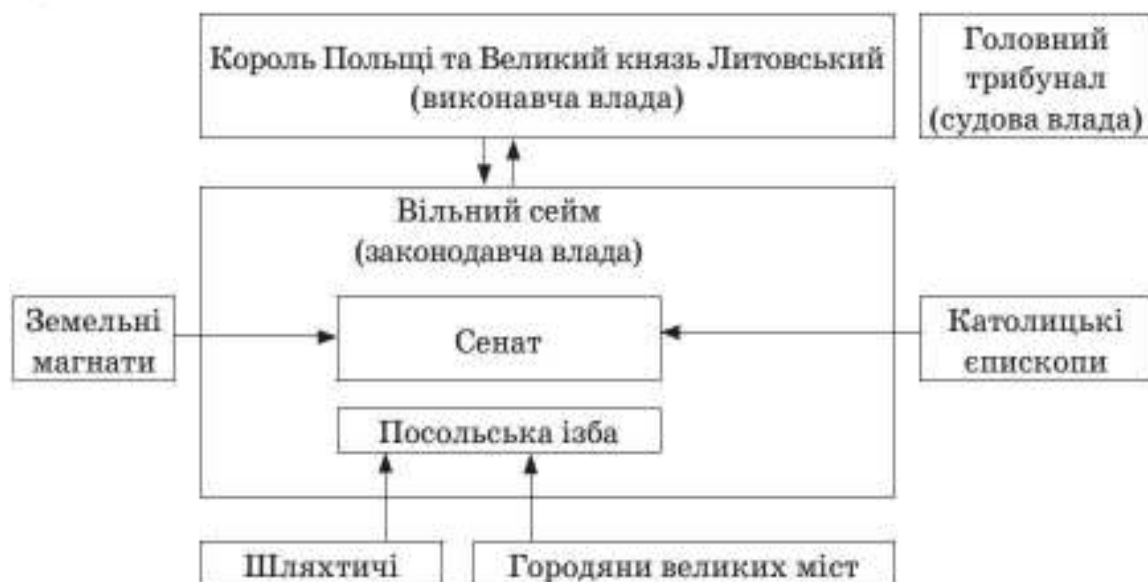 Король Польщі та Великий князь Литовський
(виконавча влада)
Головний
трибунал
(судова влада)
Вільний сейм
(законодавча влада)
Земельні
магнати
Сенат
Католицькі
єпископи
Посольська ізба
Шляхтичі
Городяни великих міст